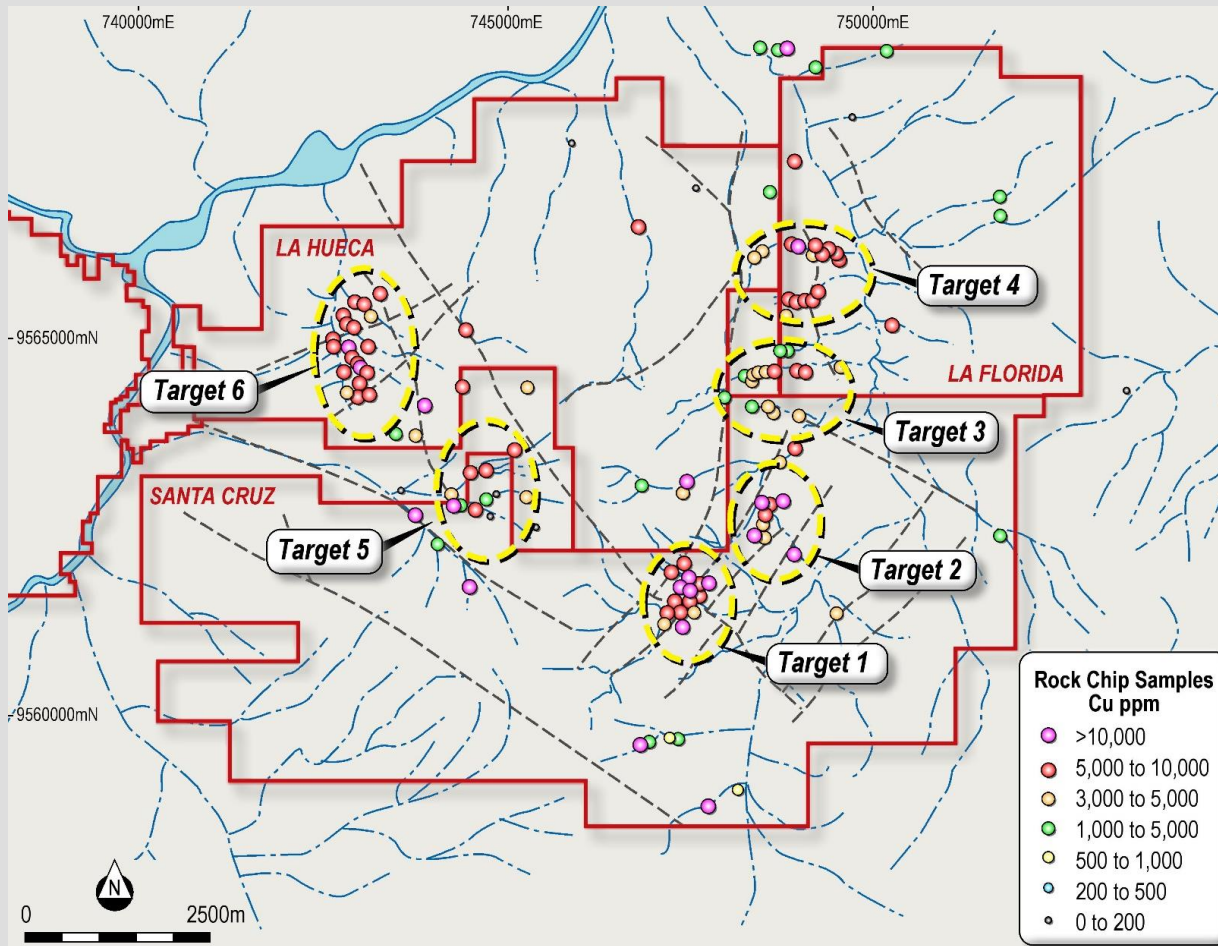 740000mE
745000mE
750000mE
LA HUECA
Target 4
9565000mN
Target 6
LA FLORIDA
Target 3
SANTA CRUZ
Target 5
Target 2
Target 1
9560000mN
Rock Chip Samples
Cu ppm
>10,000
5,000 to 10,000
3,000 to 5,000
1,000 to 5,000
500 to 1,000
200 to 500
0 to 200
N
0 2500m